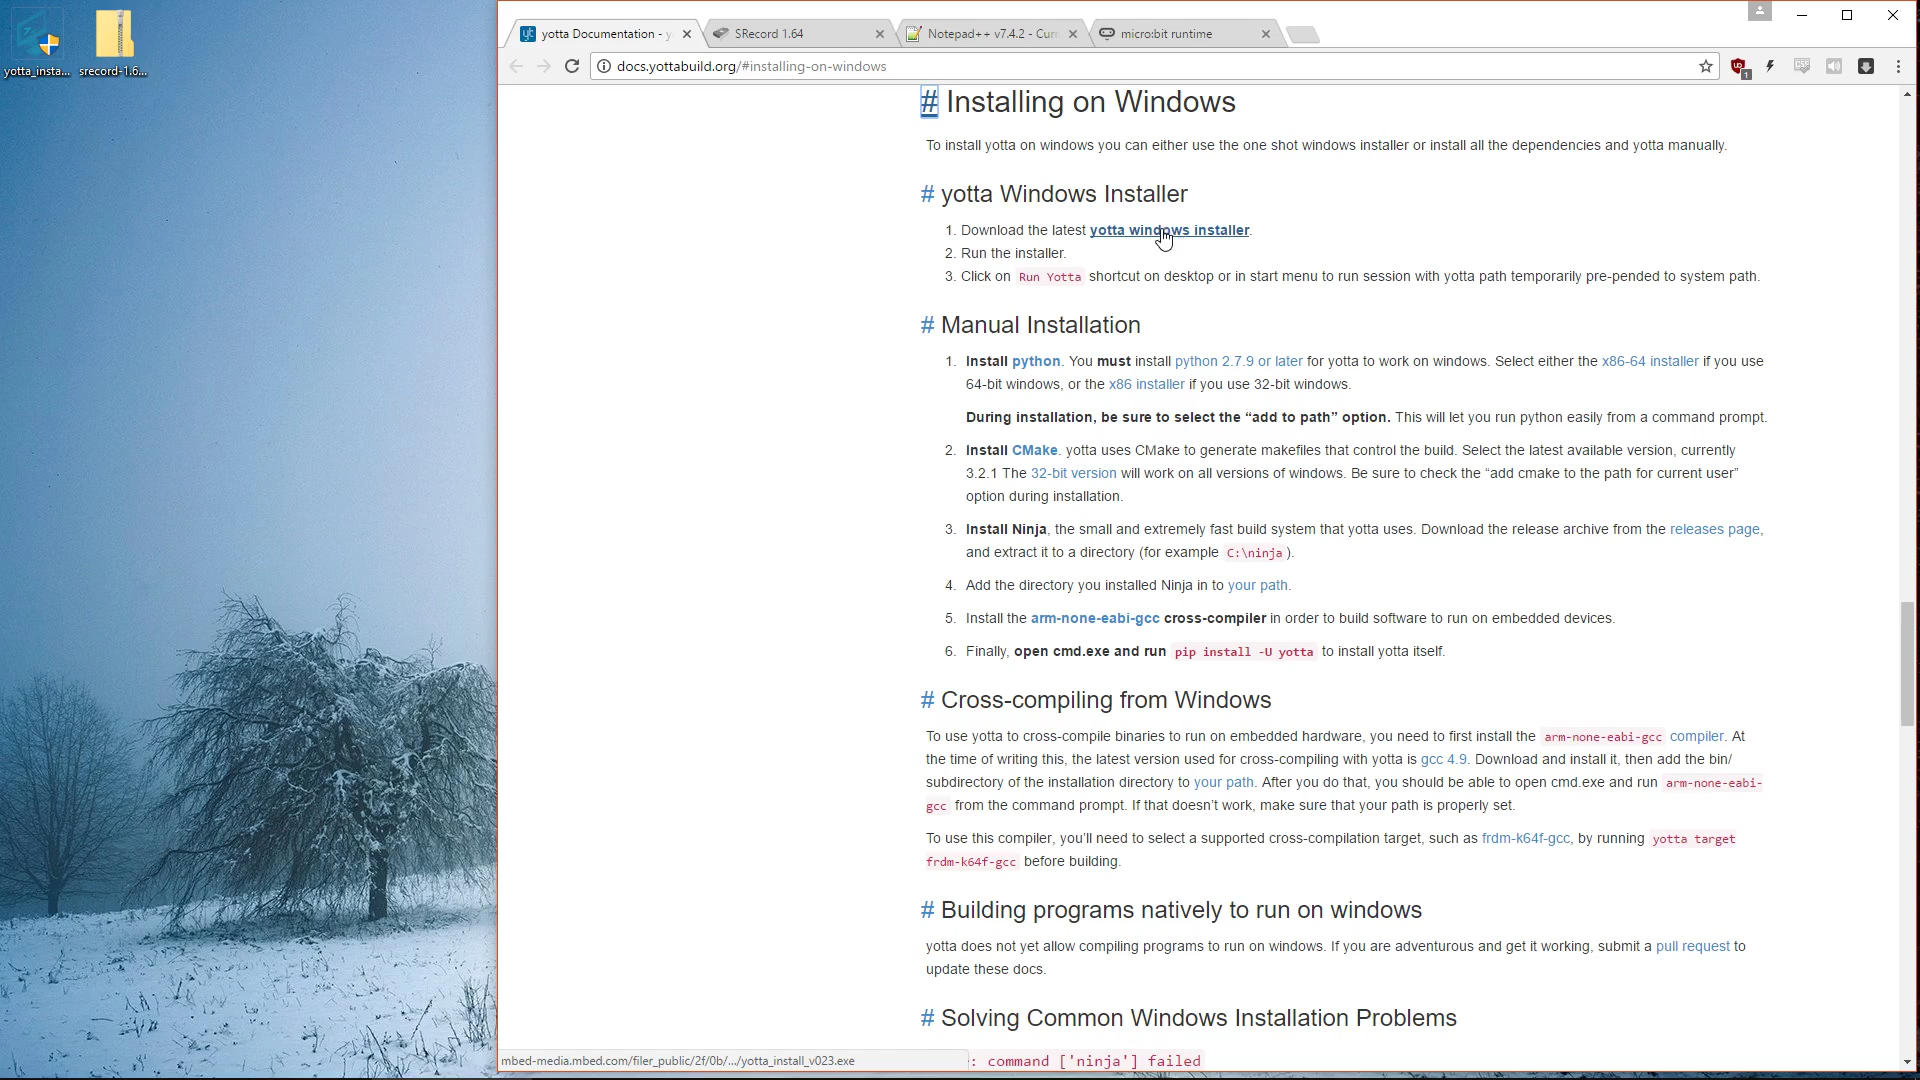 yotta_insta...
srecord-1.6...
yotta Documentation - y
SRecord 1.64
Notepad++ v7.4.2 - Curr
micro:bit runtime
docs.yottabuild.org/#installing-on-windows
1
# Installing on Windows
To install yotta on windows you can either use the one shot windows installer or install all the dependencies and yotta manually.
# yotta Windows Installer
1. Download the latest yotta windows installer.
2. Run the installer.
3. Click on Run Yotta shortcut on desktop or in start menu to run session with yotta path temporarily pre-pended to system path.
# Manual Installation
1. Install python. You must install python 2.7.9 or later for yotta to work on windows. Select either the x86-64 installer if you use
64-bit windows, or the x86 installer if you use 32-bit windows.
During installation, be sure to select the “add to path” option. This will let you run python easily from a command prompt.
2. Install CMake. yotta uses CMake to generate makefiles that control the build. Select the latest available version, currently
3.2.1 The 32-bit version will work on all versions of windows. Be sure to check the “add cmake to the path for current user”
option during installation.
3. Install Ninja, the small and extremely fast build system that yotta uses. Download the release archive from the releases page,
and extract it to a directory (for example C:\ninja ).
4. Add the directory you installed Ninja in to your path.
5. Install the arm-none-eabi-gcc cross-compiler in order to build software to run on embedded devices.
6. Finally, open cmd.exe and run pip install -U yotta to install yotta itself.
# Cross-compiling from Windows
To use yotta to cross-compile binaries to run on embedded hardware, you need to first install the arm-none-eabi-gcc compiler. At
the time of writing this, the latest version used for cross-compiling with yotta is gcc 4.9. Download and install it, then add the bin/
subdirectory of the installation directory to your path. After you do that, you should be able to open cmd.exe and run arm-none-eabi-
gcc from the command prompt. If that doesn’t work, make sure that your path is properly set.
To use this compiler, you’ll need to select a supported cross-compilation target, such as frdm-k64f-gcc, by running yotta target
frdm-k64f-gcc before building.
# Building programs natively to run on windows
yotta does not yet allow compiling programs to run on windows. If you are adventurous and get it working, submit a pull request to
update these docs.
# Solving Common Windows Installation Problems
mbed-media.mbed.com/filer_public/2f/0b/.../yotta_install_v023.exe
: command ['ninja'] failed